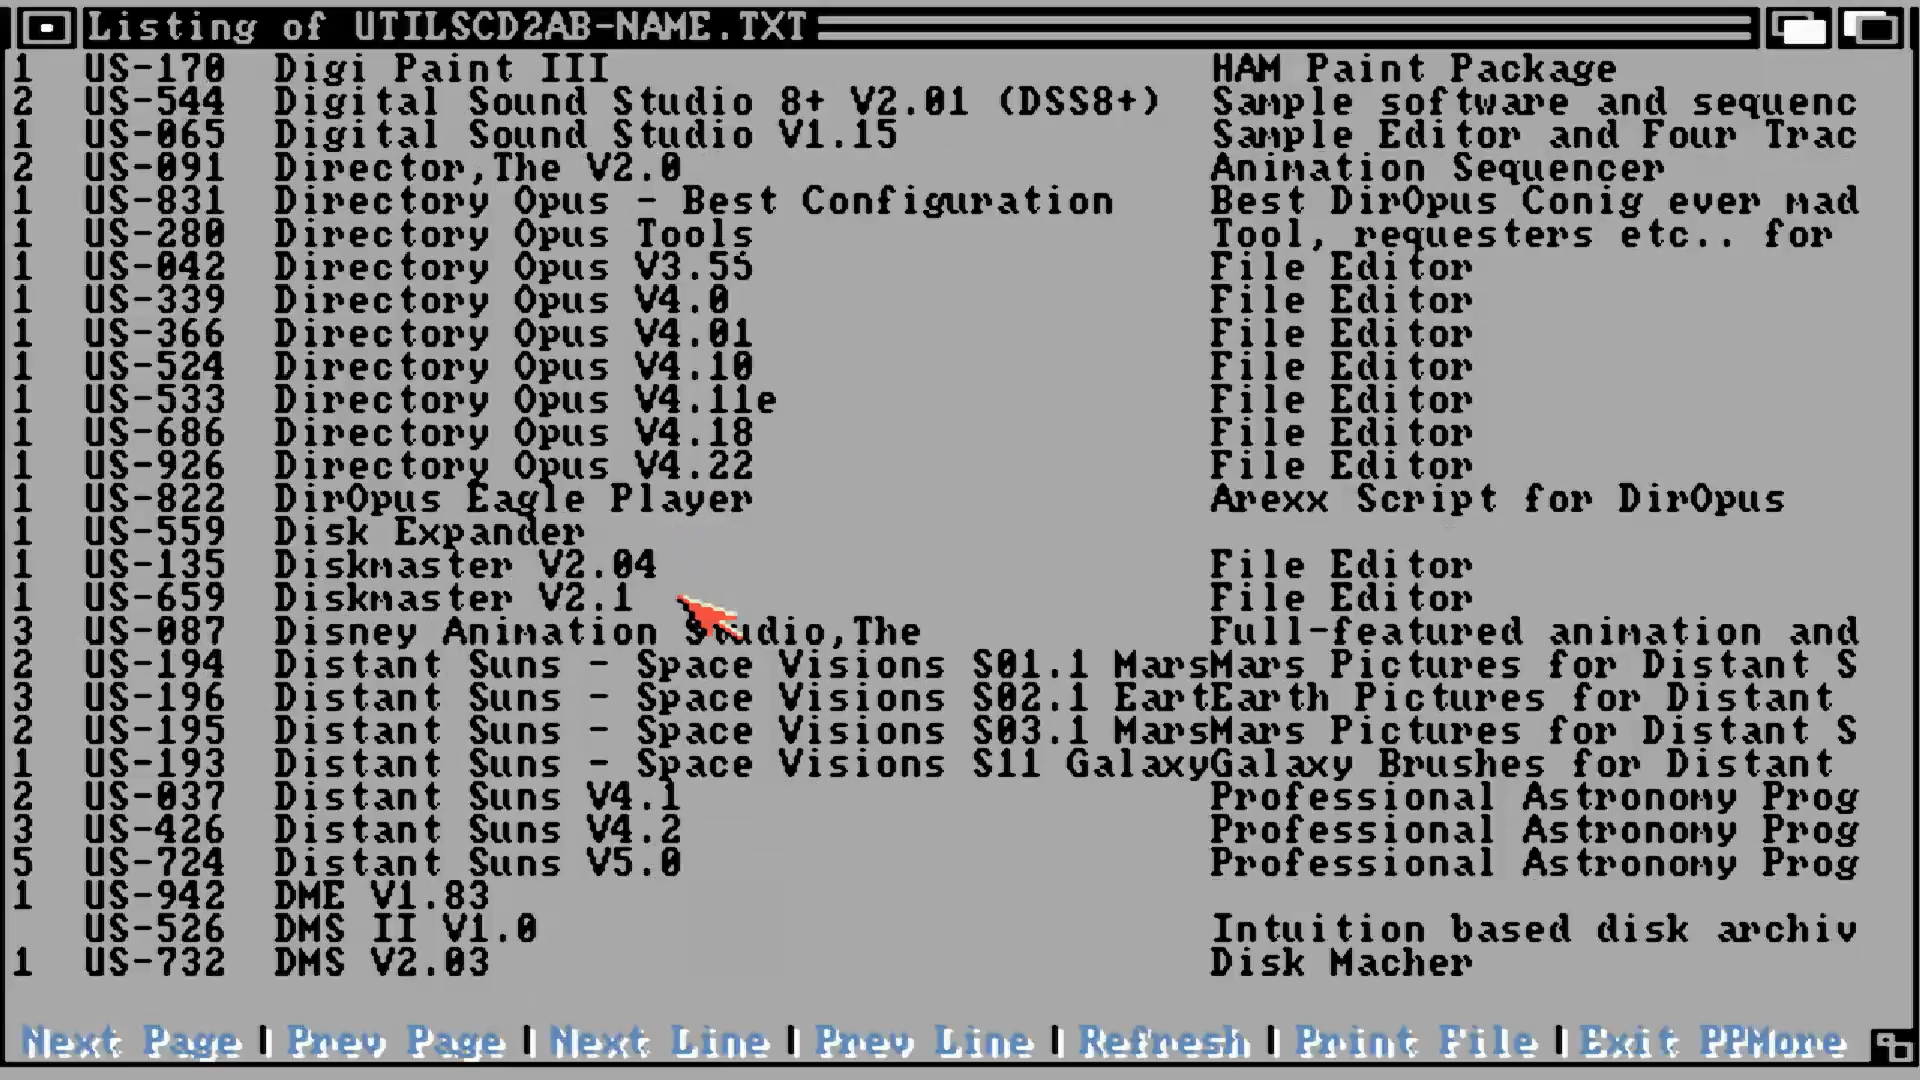 Listing of UTILSCD2AB-NAME.TXT
1 US-170 Digi Paint III HAM Paint Package
2 US-544 Digital Sound Studio 8+ V2.01 (DSS8+) Sample software and sequenc
1 US-065 Digital Sound Studio V1.15 Sample Editor and Four Trac
2 US-091 Director,The V2.0 Animation Sequencer
1 US-831 Directory Opus - Best Configuration Best DirOpus Conig ever mad
1 US-280 Directory Opus Tools Tool, requesters etc.. for
1 US-042 Directory Opus V3.55 File Editor
1 US-339 Directory Opus V4.0 File Editor
1 US-366 Directory Opus V4.01 File Editor
1 US-524 Directory Opus V4.10 File Editor
1 US-533 Directory Opus V4.11e File Editor
1 US-686 Directory Opus V4.18 File Editor
1 US-926 Directory Opus V4.22 File Editor
1 US-822 DirOpus Eagle Player Arexx Script for DirOpus
1 US-559 Disk Expander
1 US-135 Diskmaster V2.04 File Editor
1 US-659 Diskmaster V2.1 File Editor
3 US-087 Disney Animation Studio,The Full-featured animation and
2 US-194 Distant Suns - Space Visions S01.1 MarsMars Pictures for Distant S
3 US-196 Distant Suns - Space Visions S02.1 EartEarth Pictures for Distant
2 US-195 Distant Suns - Space Visions S03.1 MarsMars Pictures for Distant S
1 US-193 Distant Suns - Space Visions S11 GalaxyGalaxy Brushes for Distant
2 US-037 Distant Suns V4.1 Professional Astronomy Prog
3 US-426 Distant Suns V4.2 Professional Astronomy Prog
5 US-724 Distant Suns V5.0 Professional Astronomy Prog
1 US-942 DME V1.83
US-526 DMS II V1.0 Intuition based disk archiv
1 US-732 DMS V2.03 Disk Macher
Next Page | Prev Page | Next Line | Prev Line | Refresh | Print File | Exit PPMore